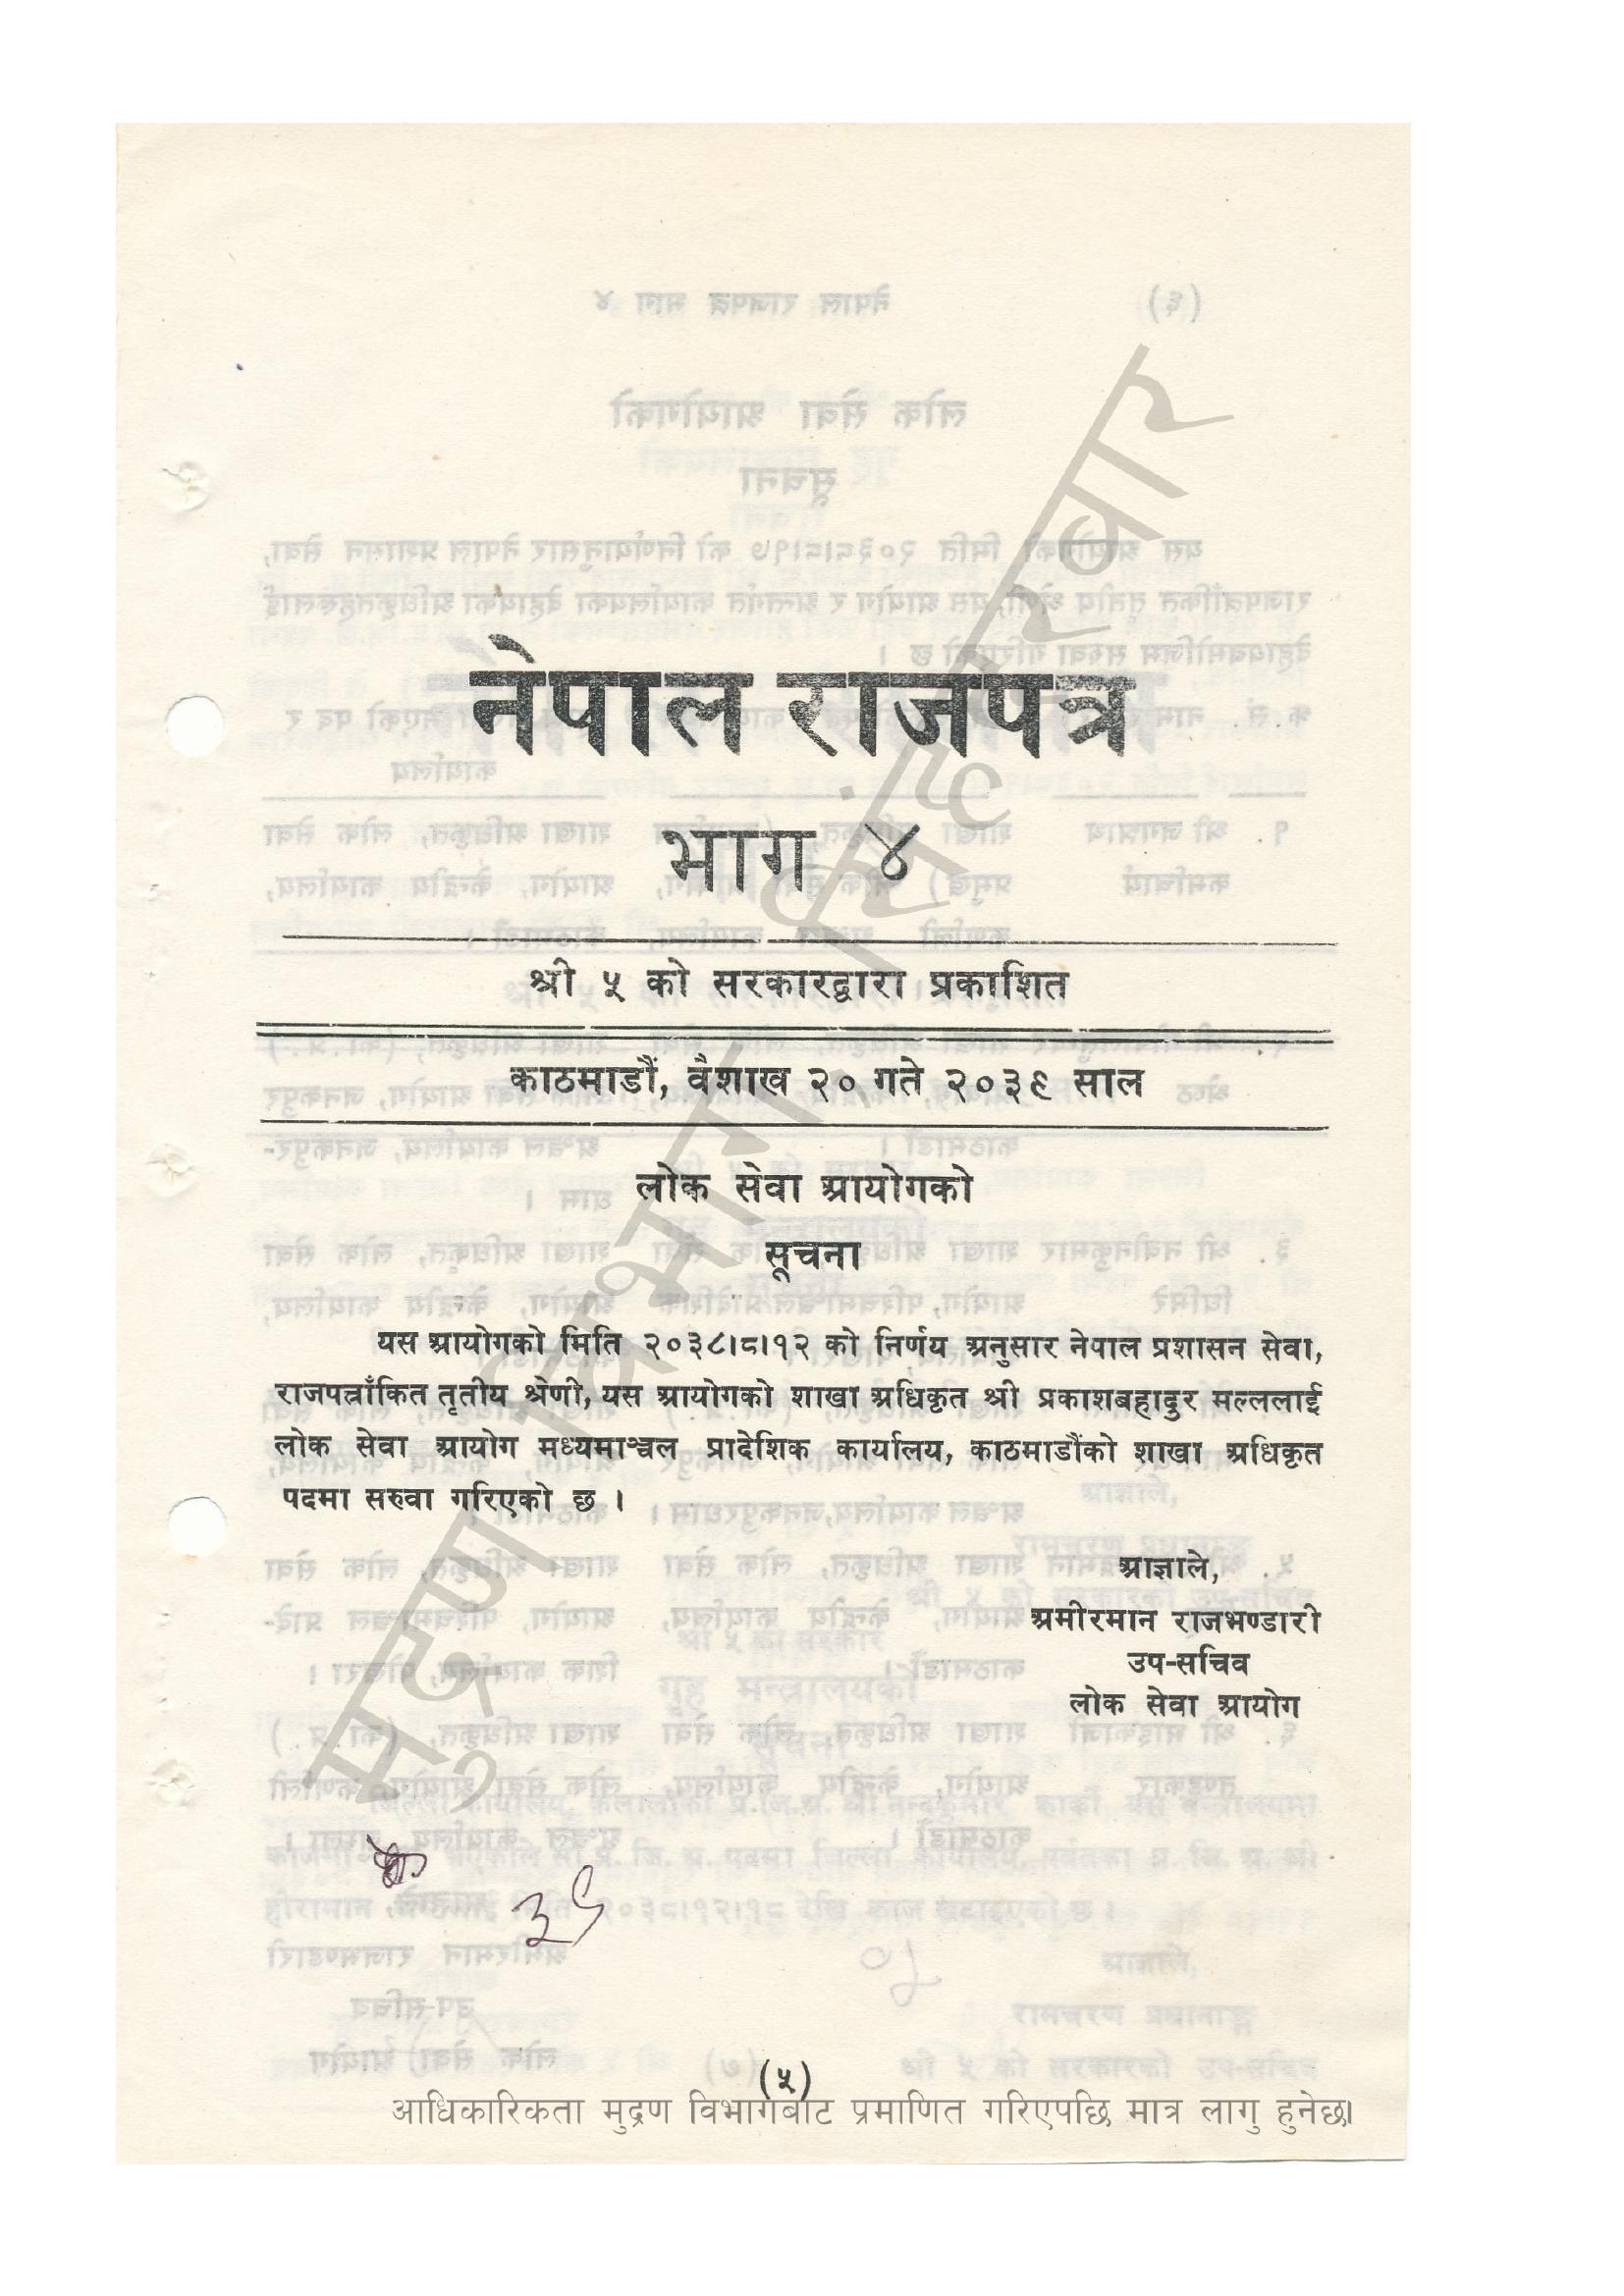 नेपाल राजपत्र
भाग ४
श्री ५ को सरकारद्वारा प्रकाशित
काठमाडौं, वैशाख २० गते २०३९ साल
लोक सेवा आयोगको
सूचना
यस आयोगको मिति २०३८।८।१२ को निर्णय अनुसार नेपाल प्रशासन सेवा,
राजपत्राँकित तृतीय श्रेणी, यस आयोगको शाखा अधिकृत श्री प्रकाशबहादुर मल्ललाई
लोक सेवा आयोग मध्यमाञ्चल प्रादेशिक कार्यालय, काठमाडौंको शाखा अधिकृत
पदमा सरुवा गरिएको छ ।
आज्ञाले,
अमीरमान राजभण्डारी
उप-सचिव
लोक सेवा आयोग
३९
(५)
आधिकारिकता मुद्रण विभागबाट प्रमाणित गरिएपछि मात्र लागु हुनेछ।
मुद्रण विभाग सिंहदरबार